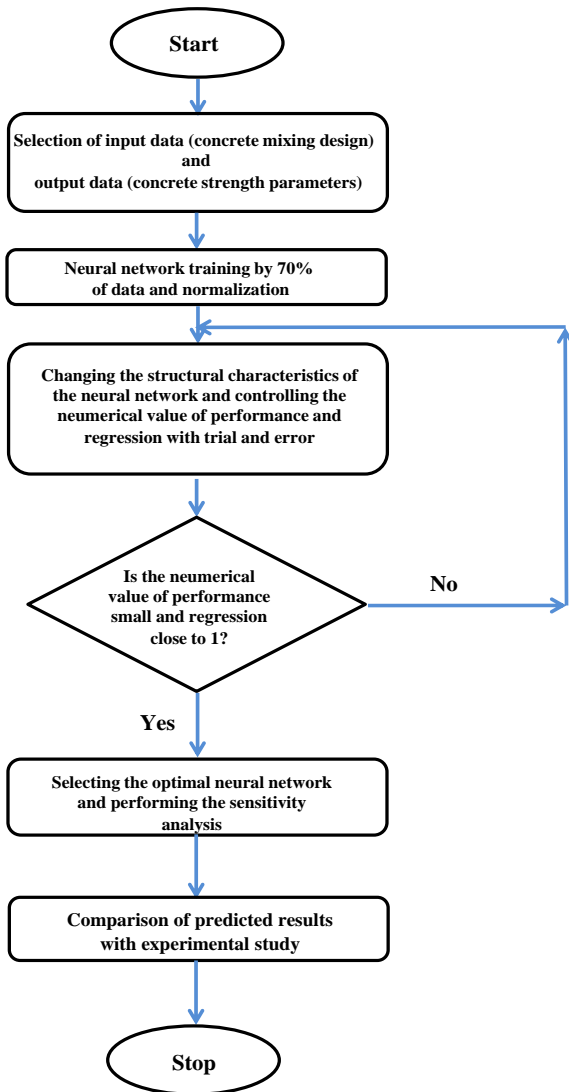 Start
Selection of input data (concrete mixing design)
and
output data (concrete strength parameters)
Neural network training by 70%
of data and normalization
Changing the structural characteristics of
the neural network and controlling the
neumerical value of performance and
regression with trial and error
Is the neumerical
value of performance
small and regression
close to 1?
No
Yes
Selecting the optimal neural network
and performing the sensitivity
analysis
Comparison of predicted results
with experimental study
Stop